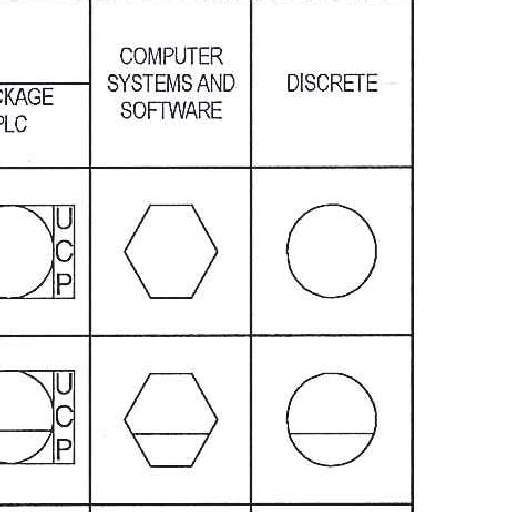 COMPUTER
SYSTEMS AND
SOFTWARE
DISCRETE
CKAGE
PLC
U
C
P
U
C
P